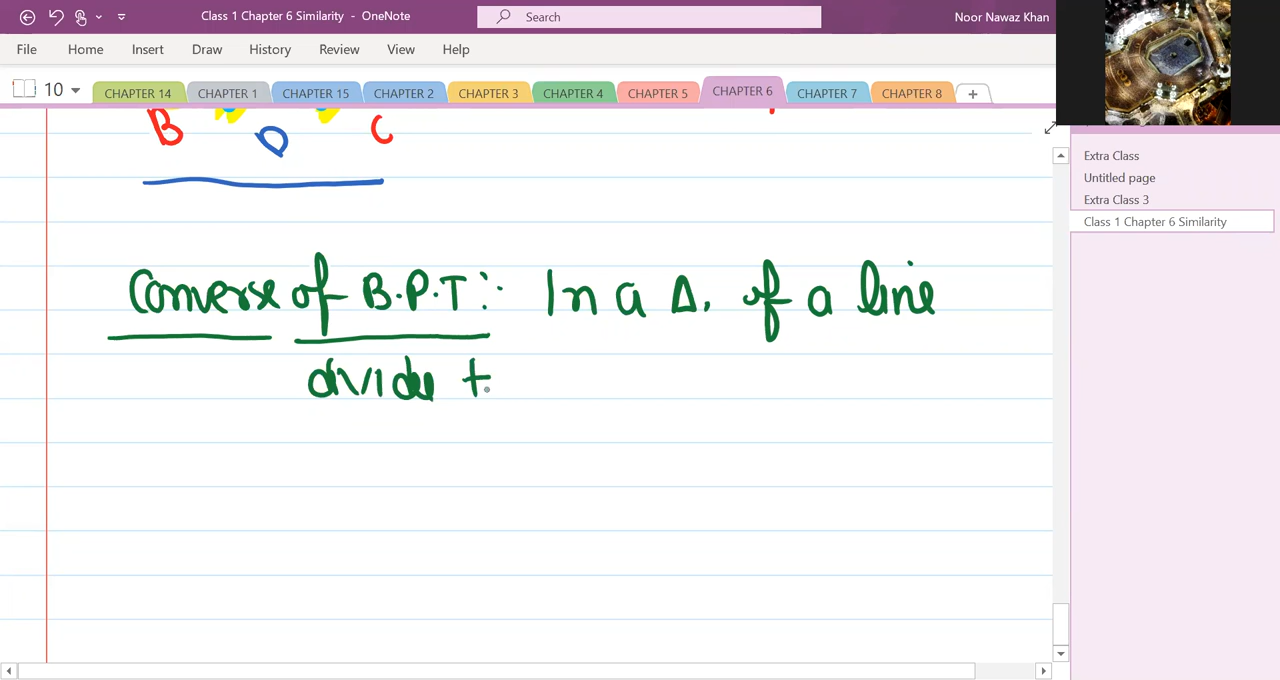 Class 1 Chapter 6 Similarity - OneNote
Search
Noor Nawaz Khan
File Home Insert Draw History Review View Help
10
CHAPTER 14 CHAPTER 1 CHAPTER 15 CHAPTER 2 CHAPTER 3 CHAPTER 4 CHAPTER 5 CHAPTER 6 CHAPTER 7 CHAPTER 8 +
B D C
Converse of B.P.T:- In a Δ. of a line
divide t
Extra Class
Untitled page
Extra Class 3
Class 1 Chapter 6 Similarity